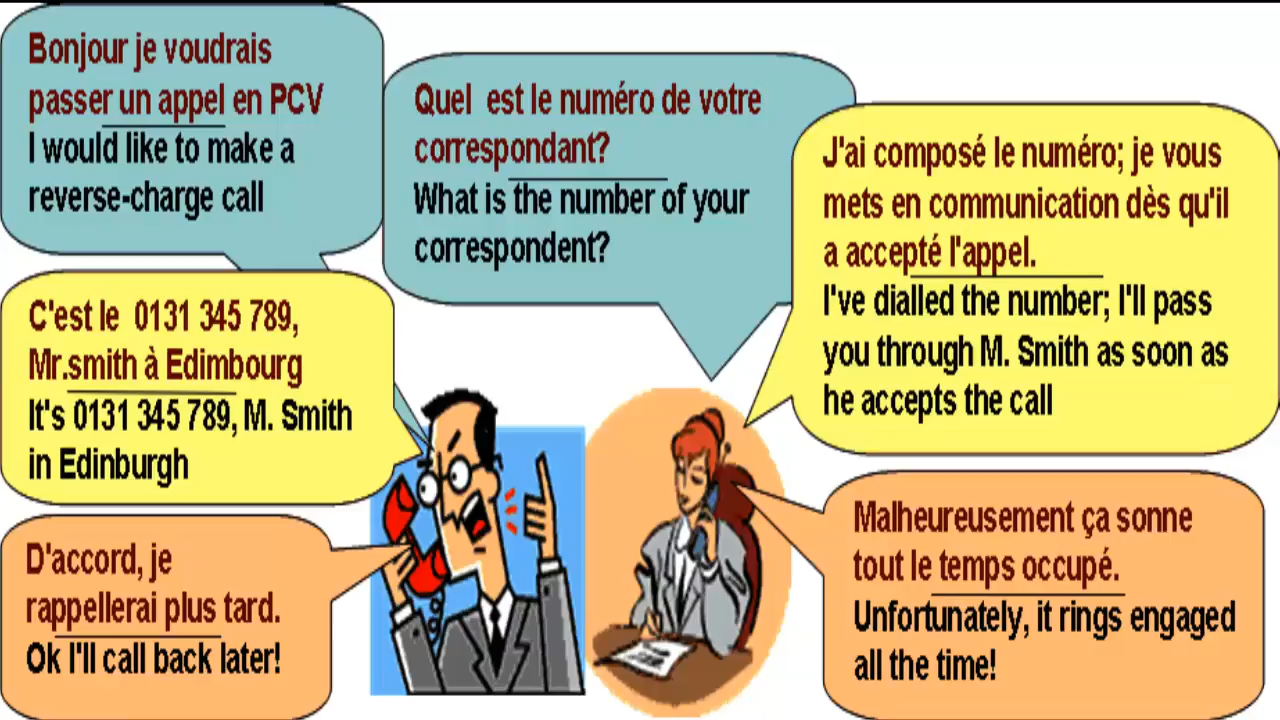 Bonjour je voudrais
passer un appel en PCV
I would like to make a
reverse-charge call
Quel est le numéro de votre
correspondant?
What is the number of your
correspondent?
C'est le 0131 345 789,
Mr.smith à Edimbourg
It's 0131 345 789, M. Smith
in Edinburgh
J'ai composé le numéro; je vous
mets en communication dès qu'il
a accepté l'appel.
I've dialled the number; I'll pass
you through M. Smith as soon as
he accepts the call
Malheureusement ça sonne
tout le temps occupé.
Unfortunately, it rings engaged
all the time!
D'accord, je
rappellerai plus tard.
Ok I'll call back later!